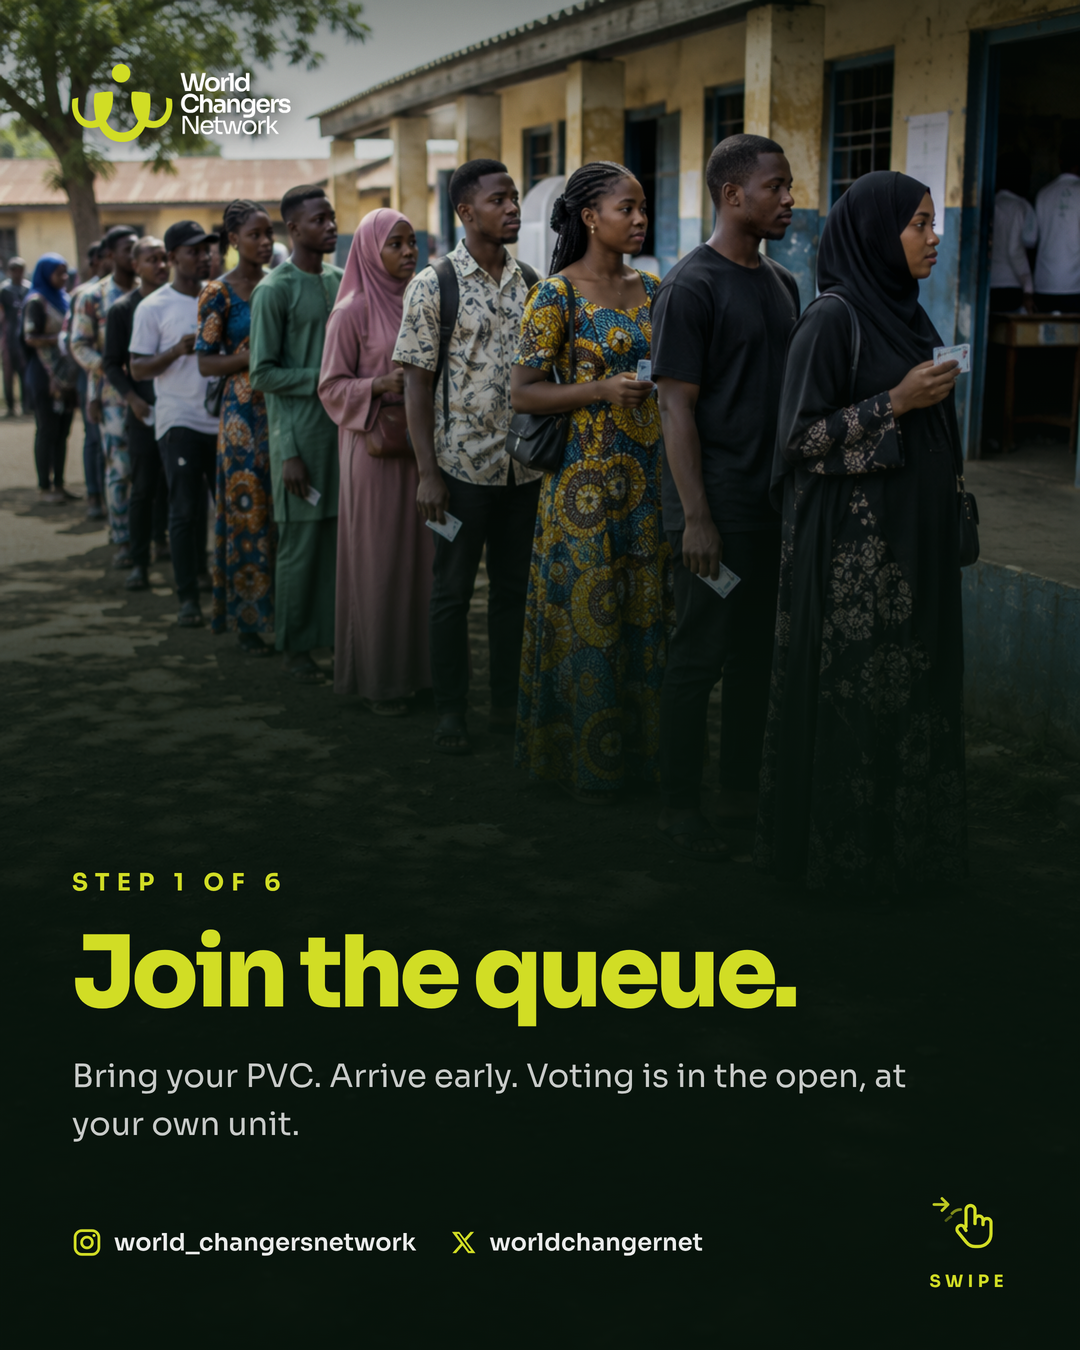 World
Changers
Network
STEP 1 OF 6
Join the queue.
Bring your PVC. Arrive early. Voting is in the open, at
your own unit.
world_changersnetwork
worldchangernet
SWIPE